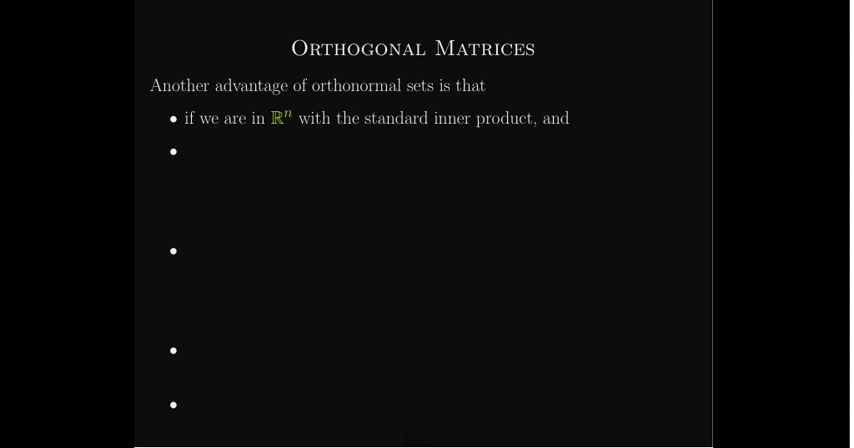 Orthogonal Matrices
Another advantage of orthonormal sets is that
• if we are in ℝⁿ with the standard inner product, and
•
•
•
•